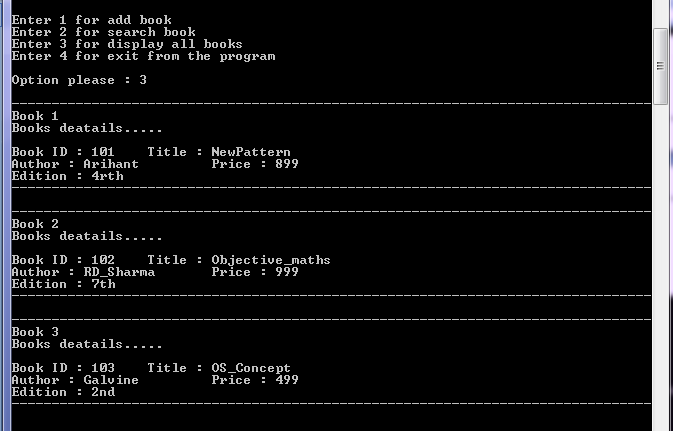 Enter 1 for add book
Enter 2 for search book
Enter 3 for display all books
Enter 4 for exit from the program
Option please : 3
Book 1
Books deatails.....
Book ID : 101    Title : NewPattern
Author : Arihant         Price : 899
Edition : 4rth
Book 2
Books deatails.....
Book ID : 102    Title : Objective_maths
Author : RD_Sharma       Price : 999
Edition : 7th
Book 3
Books deatails.....
Book ID : 103    Title : OS_Concept
Author : Galvine         Price : 499
Edition : 2nd